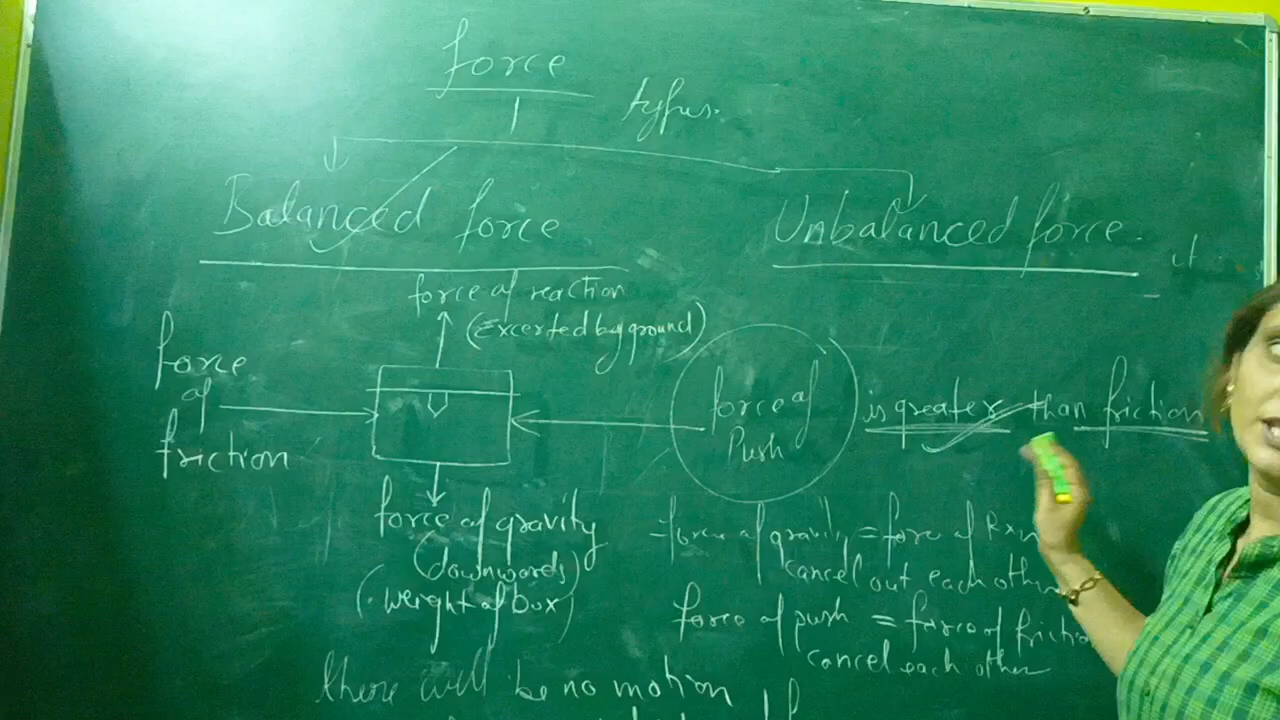 force
types.
Balanced force
Unbalanced force.
it
force of reaction
(Excerted by ground)
force
of
friction
force of
Push
is greater than friction
force of gravity
(downwords)
(weight of box)
force of gravity = force of Rxn
cancel out each other
force of push = force of friction
cancel each other
there will be no motion